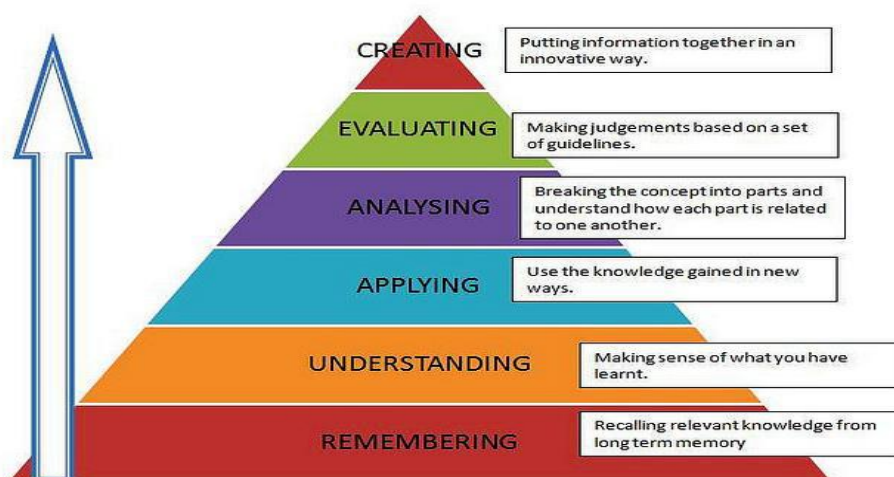 CREATING
Putting information together in an
innovative way.
EVALUATING
Making judgements based on a set
of guidelines.
ANALYSING
Breaking the concept into parts and
understand how each part is related
to one another.
APPLYING
Use the knowledge gained in new
ways.
UNDERSTANDING
Making sense of what you have
learnt.
REMEMBERING
Recalling relevant knowledge from
long term memory